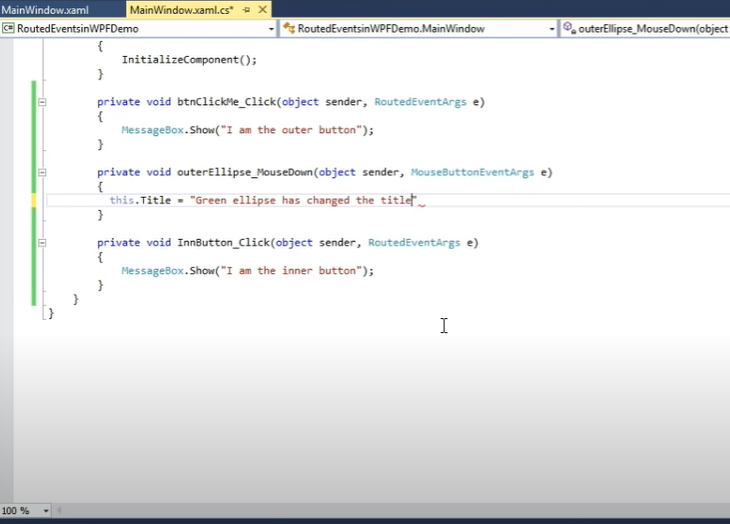 MainWindow.xaml MainWindow.xaml.cs*
C# RoutedEventsinWPFDemo RoutedEventsinWPFDemo.MainWindow outerEllipse_MouseDown(object
{
InitializeComponent();
}
private void btnClickMe_Click(object sender, RoutedEventArgs e)
{
MessageBox.Show("I am the outer button");
}
private void outerEllipse_MouseDown(object sender, MouseButtonEventArgs e)
{
this.Title = "Green ellipse has changed the title"
}
private void InnButton_Click(object sender, RoutedEventArgs e)
{
MessageBox.Show("I am the inner button");
}
}
}
100 %